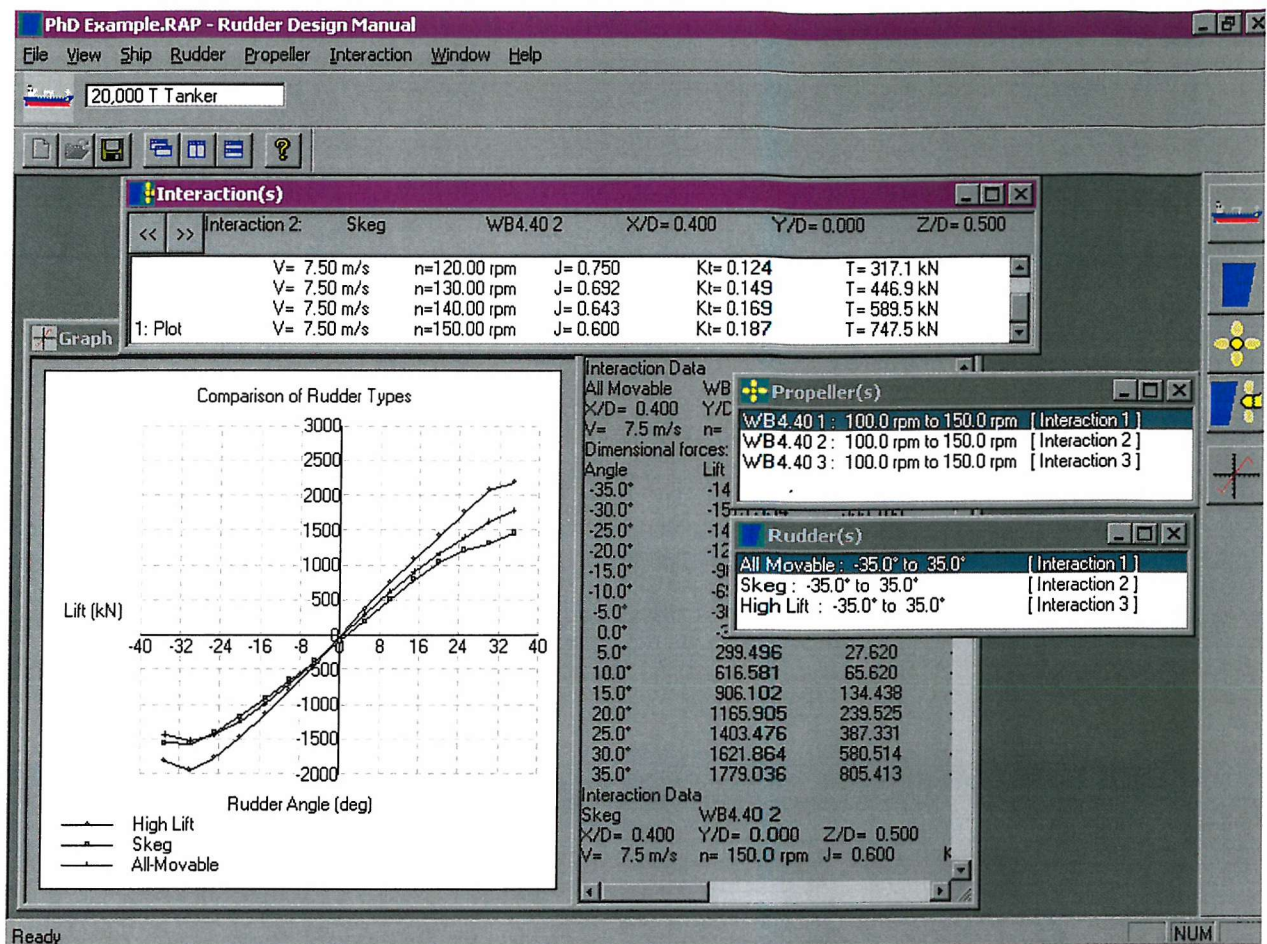 PhD Example.RAP - Rudder Design Manual
File View Ship Rudder Propeller Interaction Window Help
20,000 T Tanker
Interaction(s)
<< >> Interaction 2: Skeg WB4.40 2 X/D= 0.400 Y/D= 0.000 Z/D= 0.500
V= 7.50 m/s n=120.00 rpm J= 0.750 Kt= 0.124 T= 317.1 kN
V= 7.50 m/s n=130.00 rpm J= 0.692 Kt= 0.149 T= 446.9 kN
V= 7.50 m/s n=140.00 rpm J= 0.643 Kt= 0.169 T= 589.5 kN
1: Plot V= 7.50 m/s n=150.00 rpm J= 0.600 Kt= 0.187 T= 747.5 kN
Graph
Comparison of Rudder Types
3000
2500
2000
1500
1000
500
0
-500
-1000
-1500
-2000
Lift (kN)
-40 -32 -24 -16 -8 0 8 16 24 32 40
Rudder Angle (deg)
High Lift
Skeg
All-Movable
Interaction Data
All Movable WB
X/D= 0.400 Y/D
V= 7.5 m/s n=
Dimensional forces:
Angle Lift
-35.0° -14
-30.0° -15
-25.0° -14
-20.0° -12
-15.0°
-10.0°
-5.0°
0.0°
5.0° 299.496 27.620
10.0° 616.581 65.620
15.0° 906.102 134.438
20.0° 1165.905 239.525
25.0° 1403.476 387.331
30.0° 1621.864 580.514
35.0° 1779.036 805.413
Interaction Data
Skeg WB4.40 2
X/D= 0.400 Y/D= 0.000 Z/D= 0.500
V= 7.5 m/s n= 150.0 rpm J= 0.600 K
Propeller(s)
WB4.40 1 : 100.0 rpm to 150.0 rpm [ Interaction 1 ]
WB4.40 2 : 100.0 rpm to 150.0 rpm [ Interaction 2 ]
WB4.40 3 : 100.0 rpm to 150.0 rpm [ Interaction 3 ]
Rudder(s)
All Movable : -35.0° to 35.0° [ Interaction 1 ]
Skeg : -35.0° to 35.0° [ Interaction 2 ]
High Lift : -35.0° to 35.0° [ Interaction 3 ]
Ready
NUM